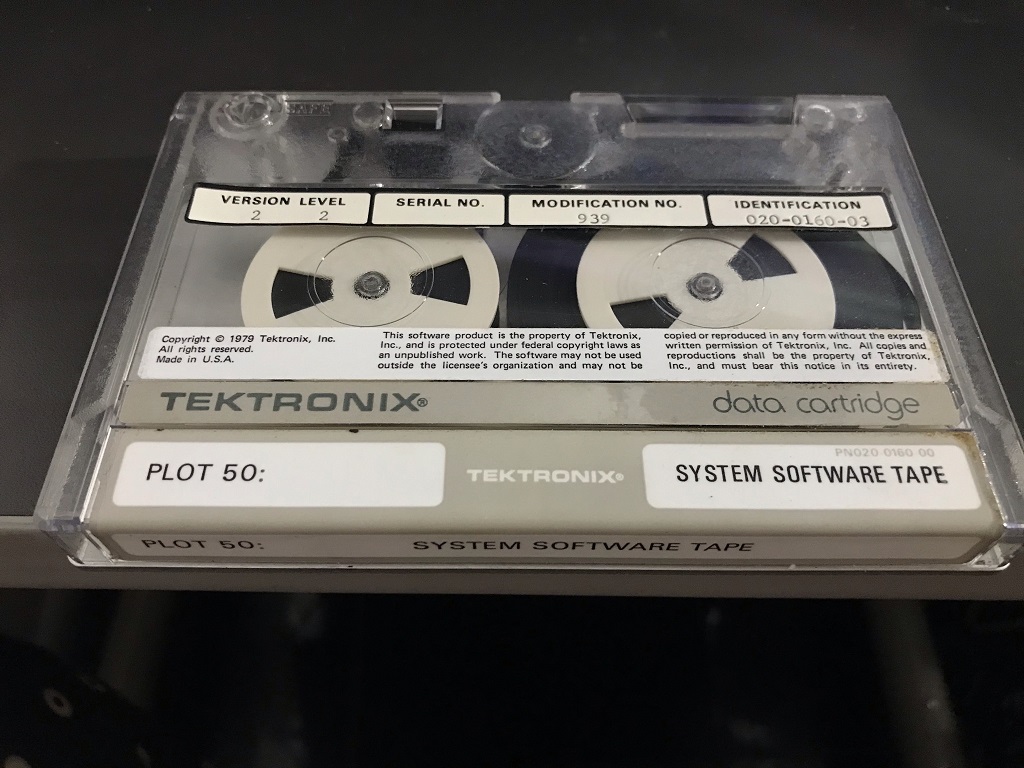 VERSION LEVEL
2 2
SERIAL NO.
MODIFICATION NO.
939
IDENTIFICATION
020-0160-03
Copyright © 1979 Tektronix, Inc.
All rights reserved.
Made in U.S.A.
This software product is the property of Tektronix,
Inc., and is protected under federal copyright laws as
an unpublished work. The software may not be used
outside the licensee's organization and may not be
copied or reproduced in any form without the express
written permission of Tektronix, Inc. All copies and
reproductions shall be the property of Tektronix,
Inc., and must bear this notice in its entirety.
TEKTRONIX®
data cartridge
PLOT 50:
TEKTRONIX®
PN020 0160 00
SYSTEM SOFTWARE TAPE
PLOT 50: SYSTEM SOFTWARE TAPE